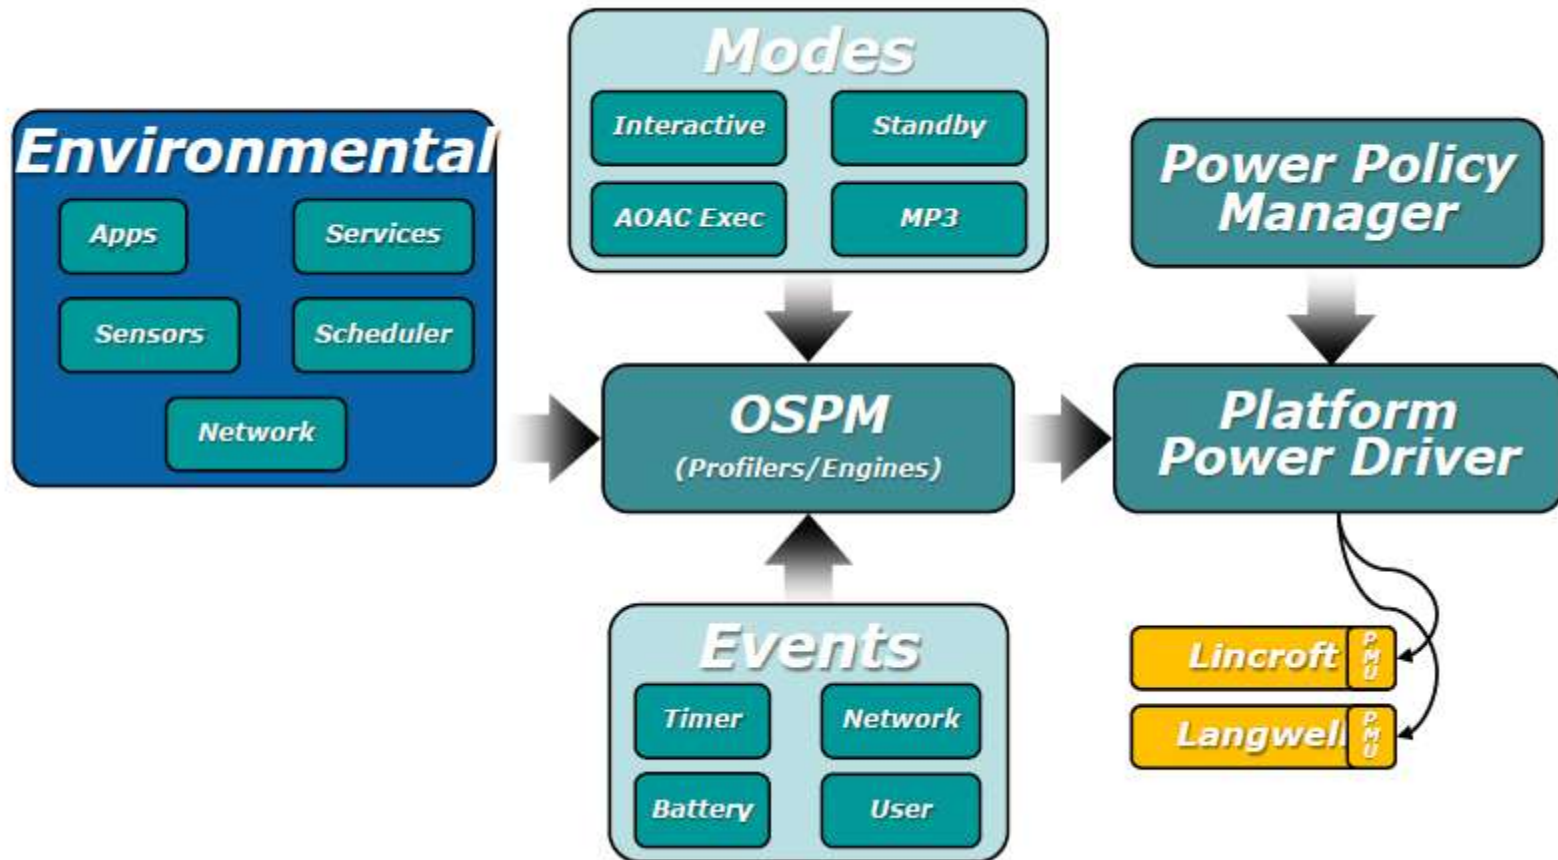 Modes
Interactive
Standby
AOAC Exec
MP3
Environmental
Apps
Services
Sensors
Scheduler
Network
Power Policy
Manager
OSPM
(Profilers/Engines)
Platform
Power Driver
Events
Timer
Network
Battery
User
Lincroft
PMU
Langwell
PMU